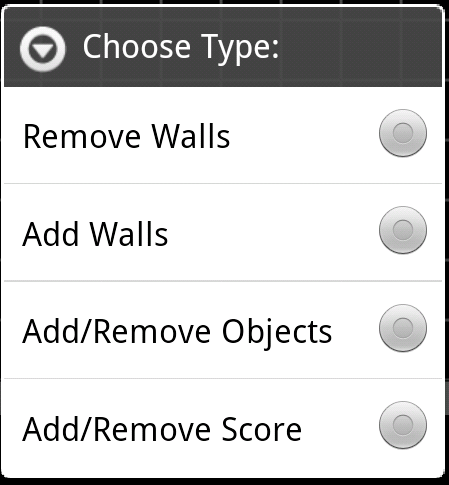 Choose Type:
Remove Walls
Add Walls
Add/Remove Objects
Add/Remove Score